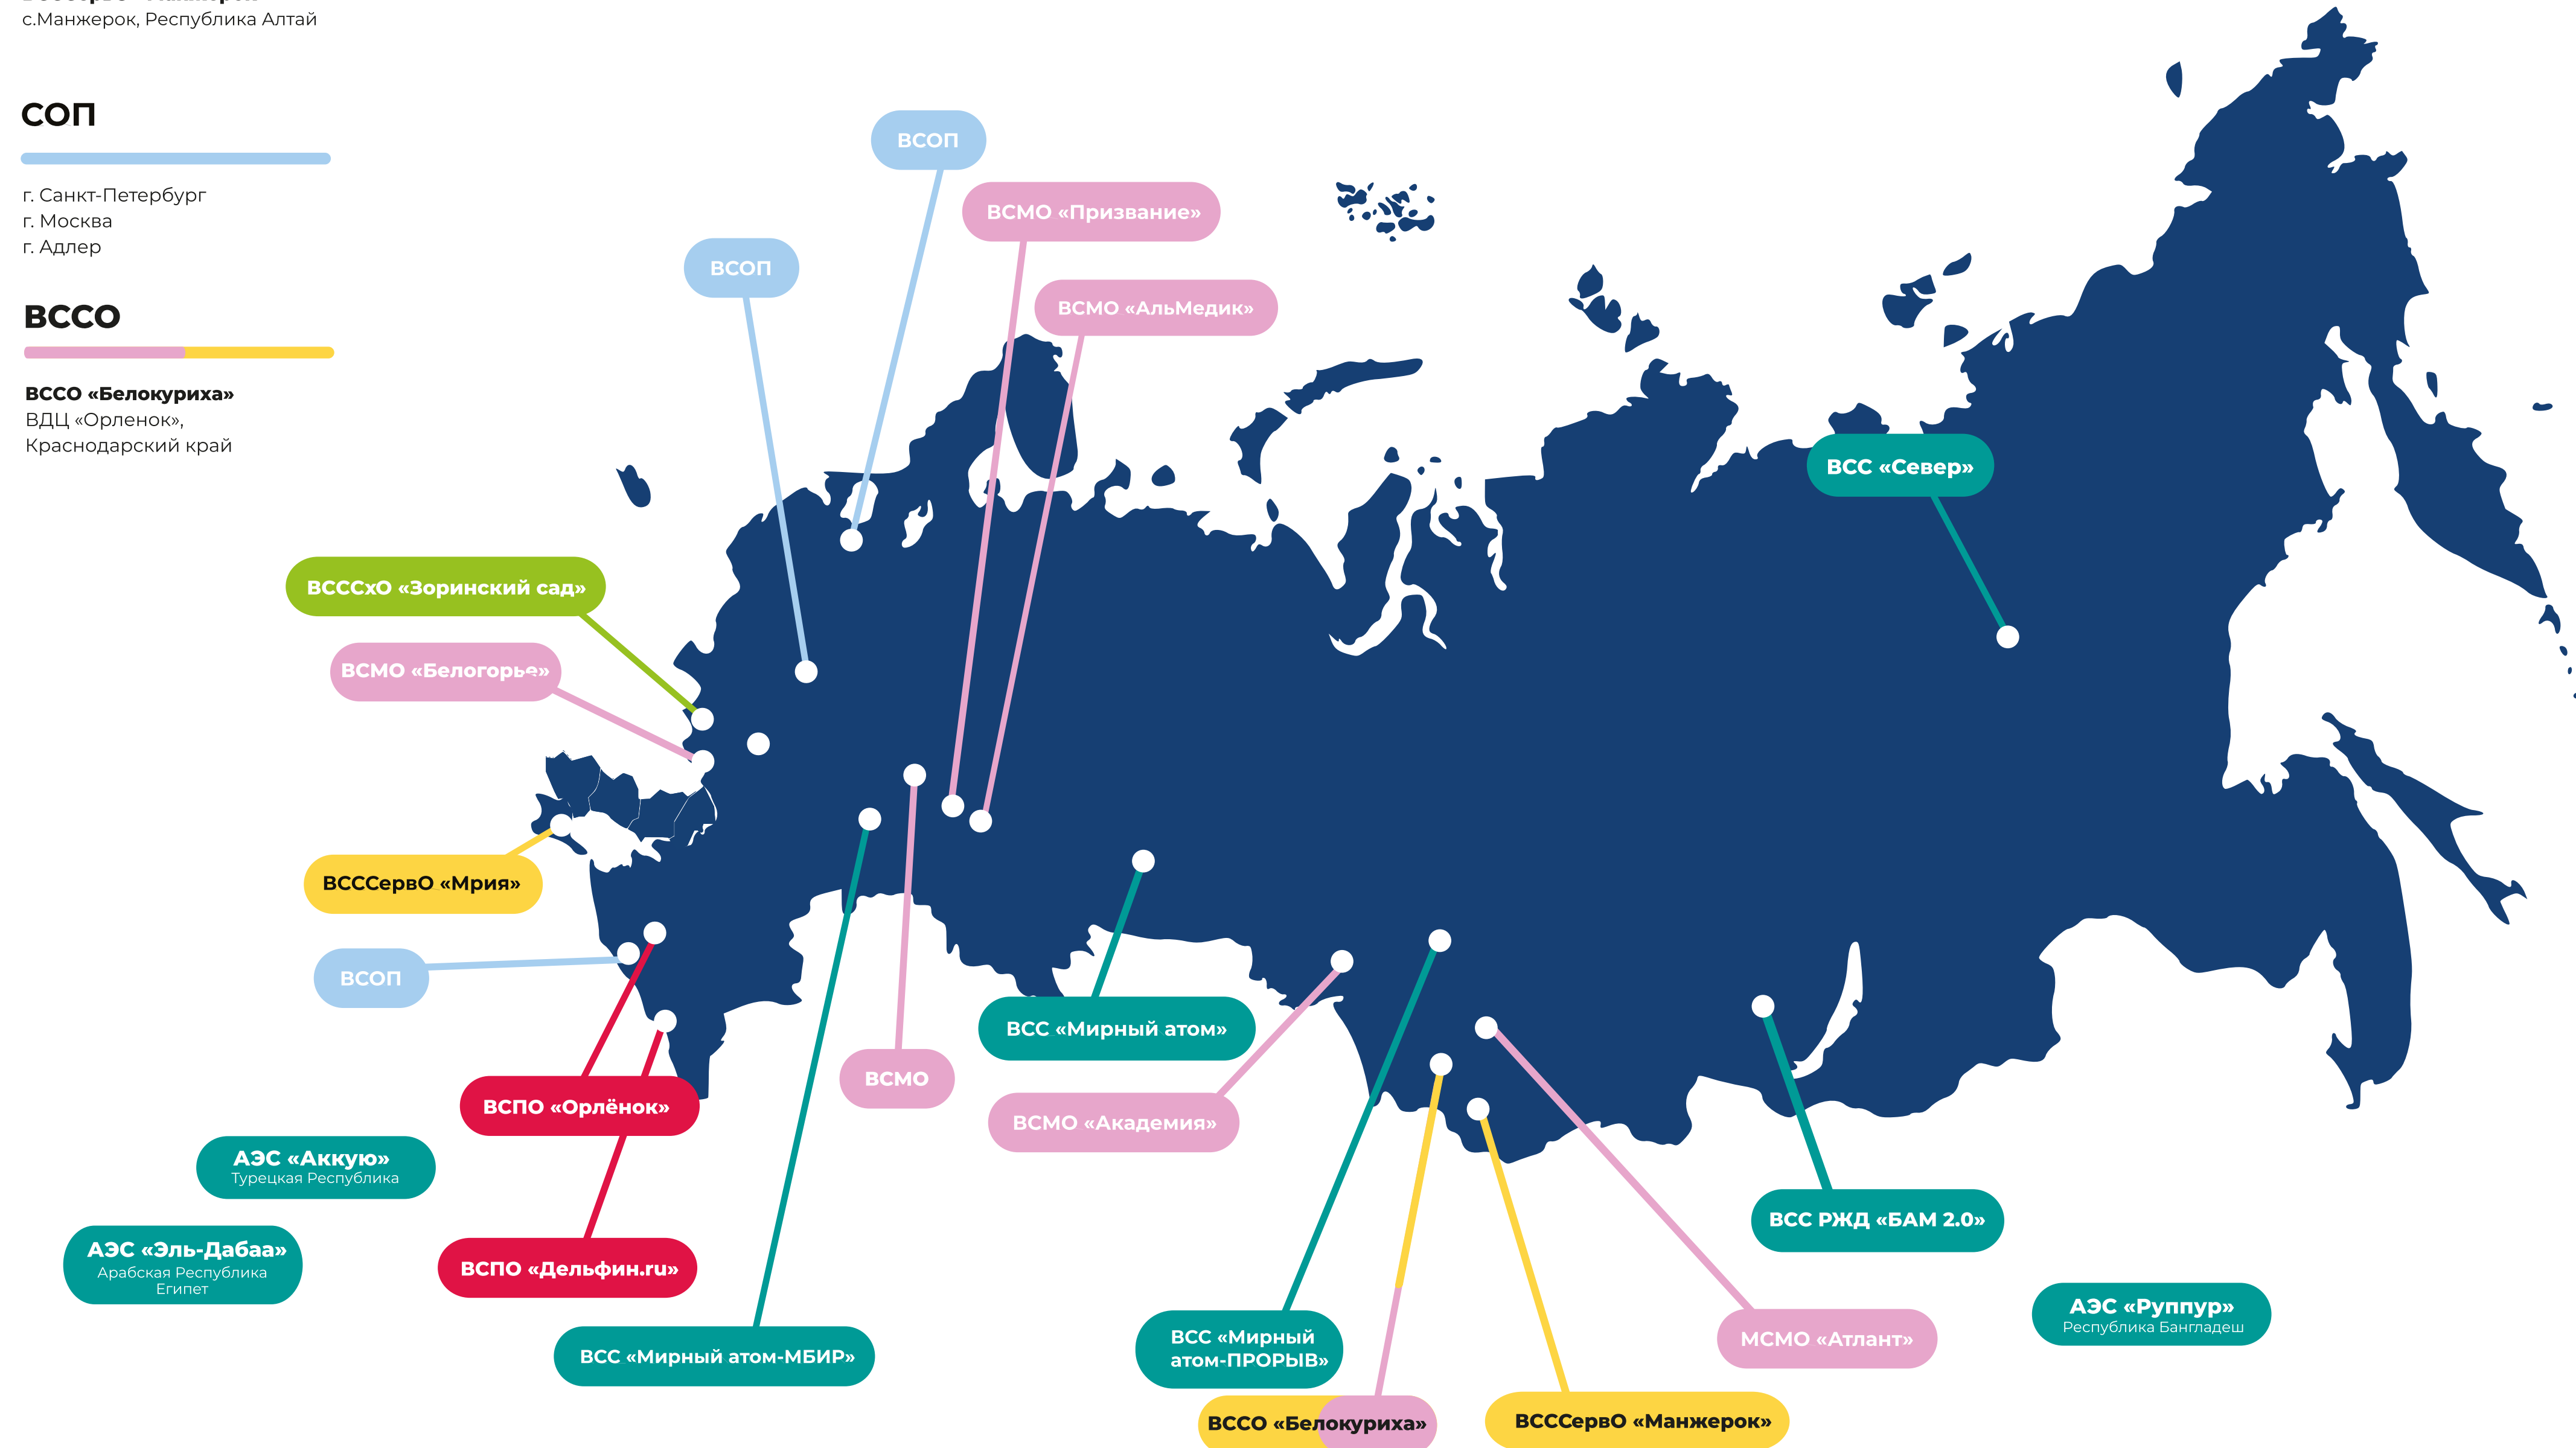 с.Манжерок, Республика Алтай
СОП
г. Санкт-Петербург
г. Москва
г. Адлер
ВССО
ВССО «Белокуриха»
ВДЦ «Орленок»,
Краснодарский край
ВСОП
ВСМО «Призвание»
ВСОП
ВСМО «АльМедик»
ВСС «Север»
ВСССхО «Зоринский сад»
ВСМО «Белогорье»
ВСССервО «Мрия»
ВСОП
ВСС «Мирный атом»
ВСМО
ВСПО «Орлёнок»
ВСМО «Академия»
АЭС «Аккую»
Турецкая Республика
ВСС РЖД «БАМ 2.0»
АЭС «Эль-Дабаа»
Арабская Республика
Египет
ВСПО «Дельфин.ru»
АЭС «Руппур»
Республика Бангладеш
ВСС «Мирный
атом-ПРОРЫВ»
МСМО «Атлант»
ВСС «Мирный атом-МБИР»
ВССО «Белокуриха»
ВСССервО «Манжерок»